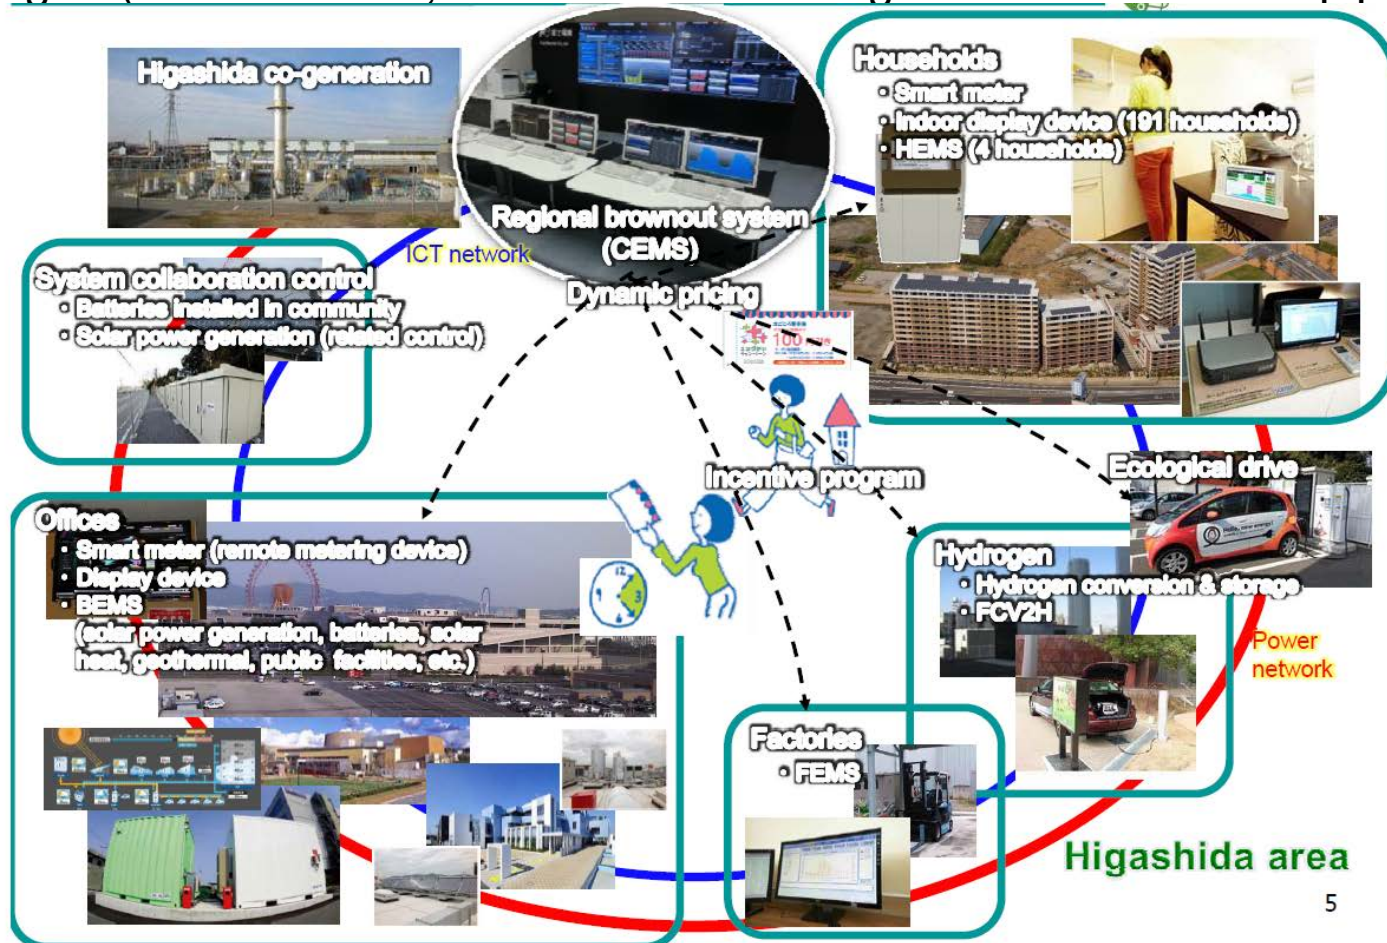 Higashida co-generation
Regional brownout system
(CEMS)
ICT network
Dynamic pricing
Households
・Smart meter
・Indoor display device (191 households)
・HEMS (4 households)
System collaboration control
・Batteries installed in community
・Solar power generation (related control)
100
Incentive program
Ecological drive
Offices
・Smart meter (remote metering device)
・Display device
・BEMS
(solar power generation, batteries, solar
heat, geothermal, public facilities, etc.)
12
3
Hydrogen
・Hydrogen conversion & storage
・FCV2H
Power
network
Factories
・FEMS
Higashida area
5